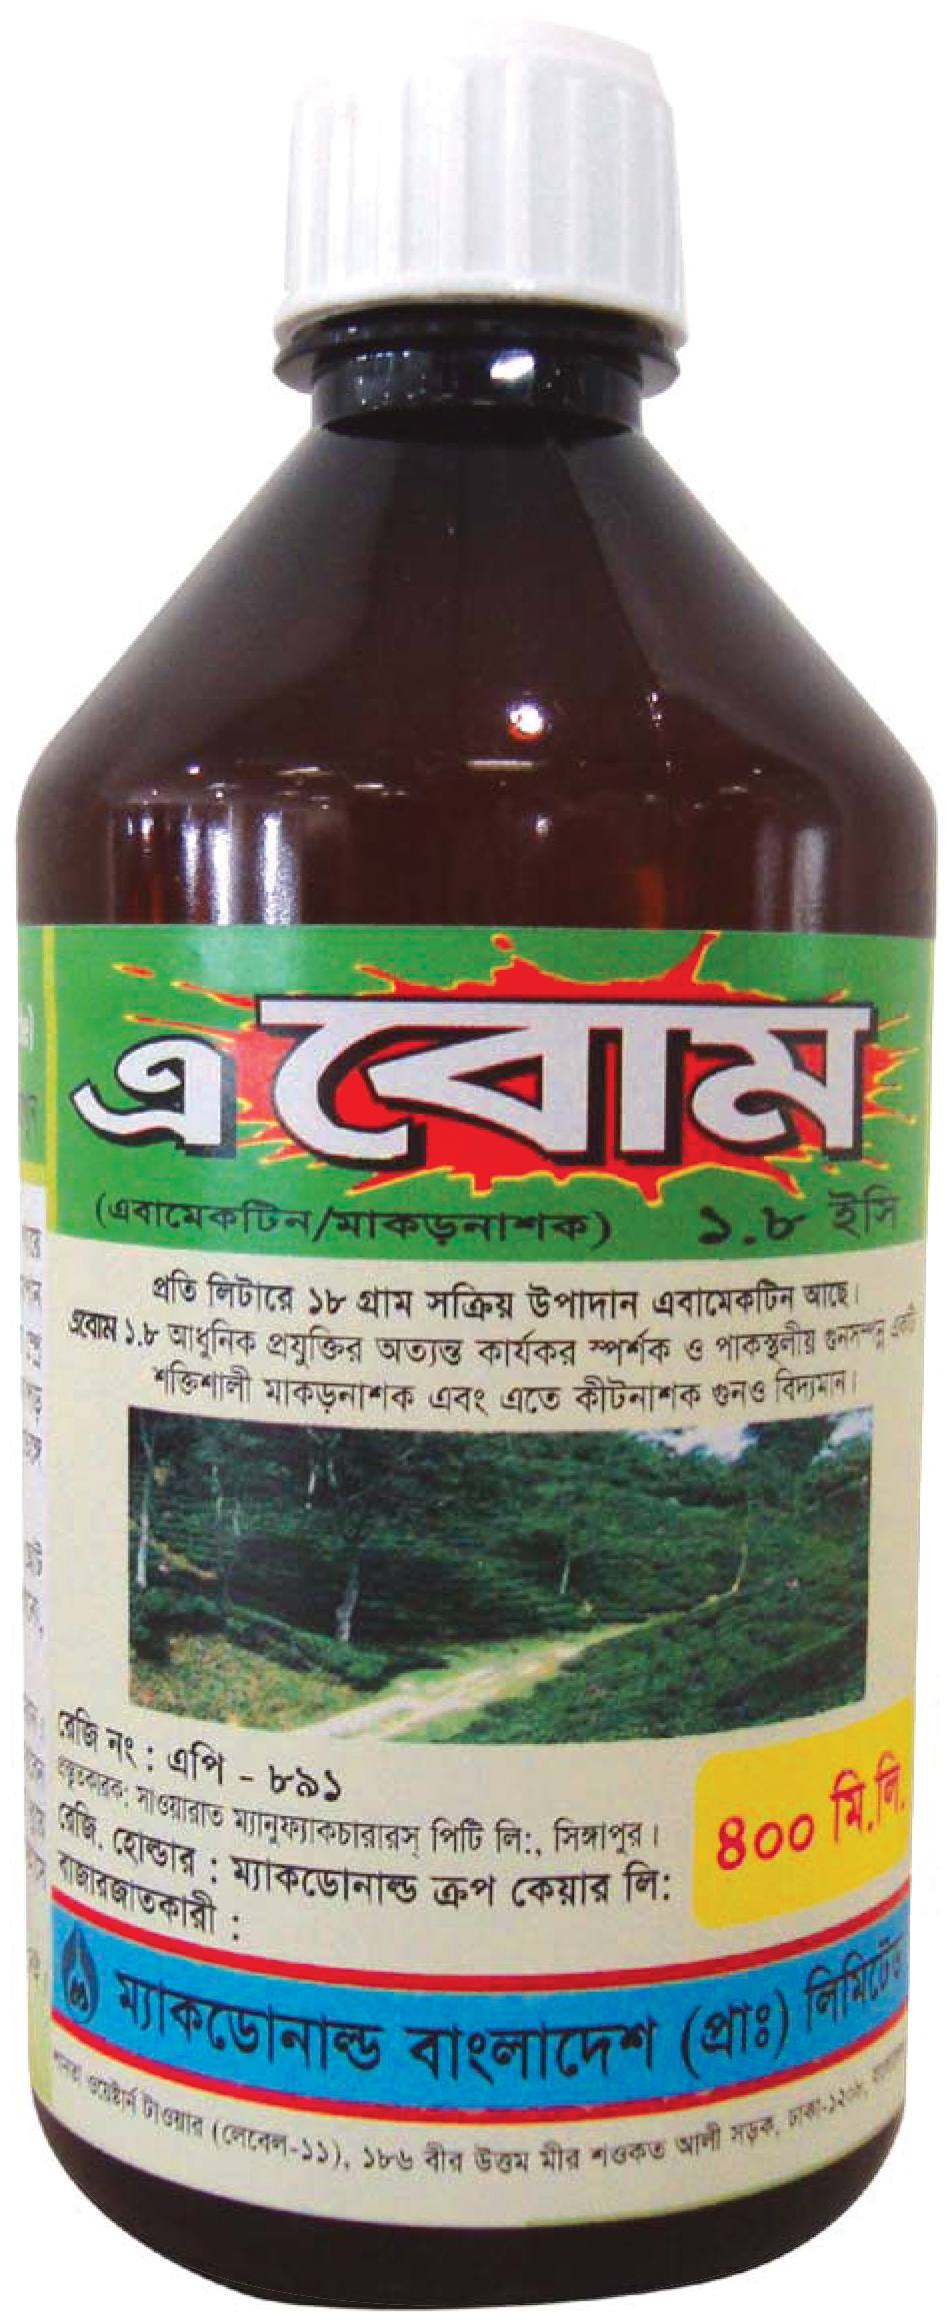 এ বোম
(এবামেকটিন/মাকড়নাশক) ১.৮ ইসি
প্রতি লিটারে ১৮ গ্রাম সক্রিয় উপাদান এবামেকটিন আছে।
এবোম ১.৮ আধুনিক প্রযুক্তির অত্যন্ত কার্যকর স্পর্শক ও পাকস্থলীয় গুনসম্পন্ন একটি
শক্তিশালী মাকড়নাশক এবং এতে কীটনাশক গুনও বিদ্যমান।
রেজি নং : এপি - ৮৯১
প্রস্তুতকারক: সাওয়ারাত ম্যানুফ্যাকচারারস্ পিটি লি:, সিঙ্গাপুর।
রেজি. হোল্ডার : ম্যাকডোনাল্ড ক্রপ কেয়ার লি:
বাজারজাতকারী :
৪০০ মি.লি.
ম্যাকডোনাল্ড বাংলাদেশ (প্রাঃ) লিমিটেড
ওয়েষ্টার্ন টাওয়ার (লেবেল-১১), ১৮৬ বীর উত্তম মীর শওকত আলী সড়ক, ঢাকা-১২০৮,